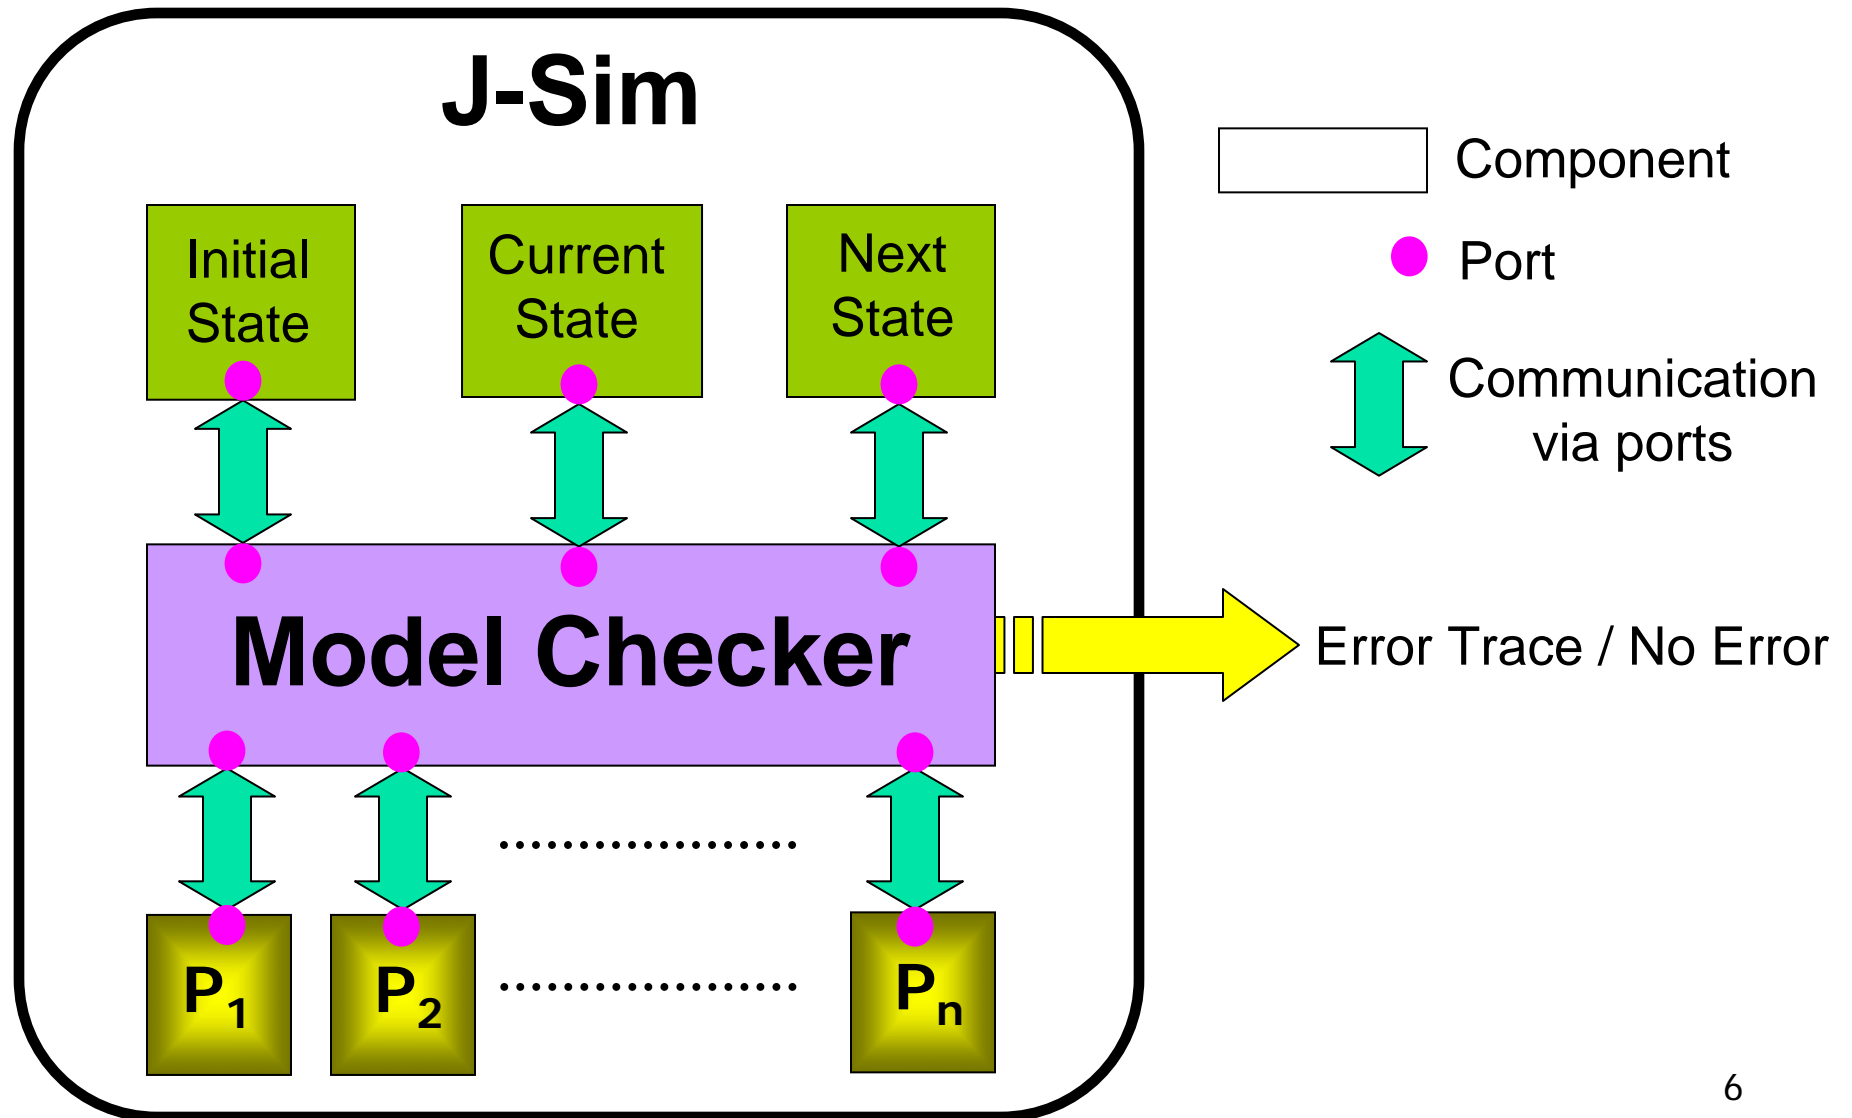 J-Sim
Initial
State
Current
State
Next
State
Component
Port
Communication
via ports
Model Checker
Error Trace / No Error
P1
P2
Pn
6